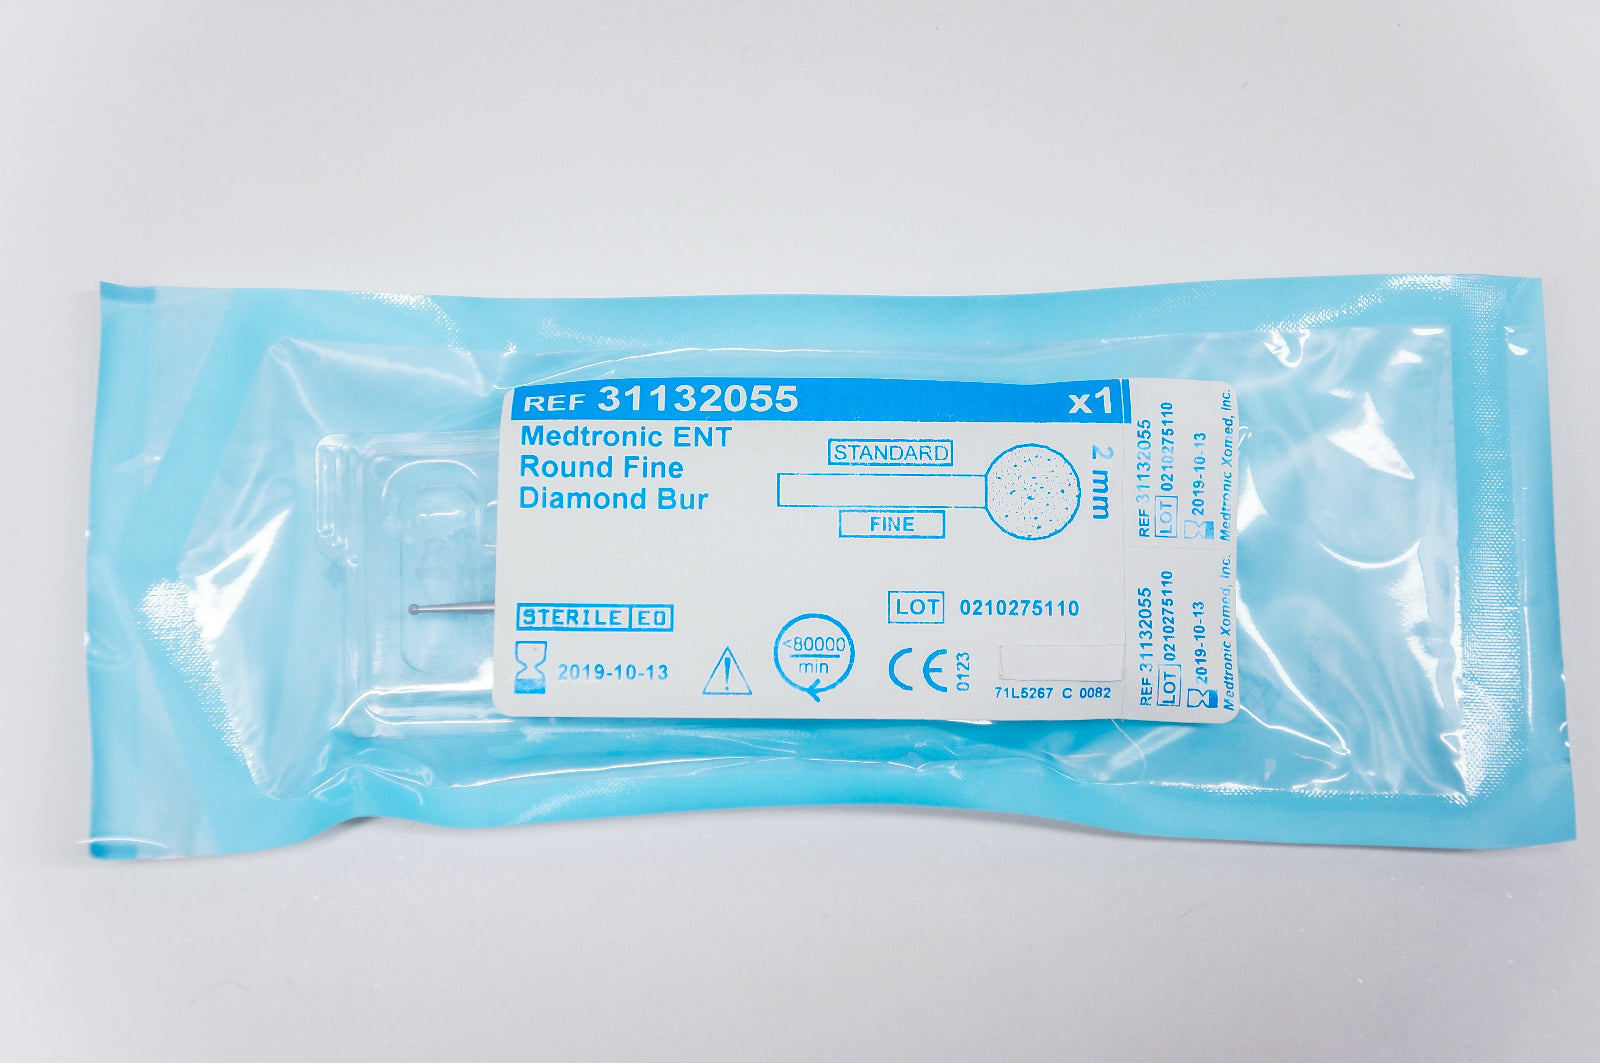 REF 31132055 x1
Medtronic ENT
Round Fine
Diamond Bur
STANDARD
FINE
2 mm
STERILE EO
2019-10-13
<80000
min
LOT 0210275110
CE 0123
71L5267 C 0082
REF 31132055
LOT 0210275110
2019-10-13
Medtronic Xomed, Inc.
REF 31132055
LOT 0210275110
2019-10-13
Medtronic Xomed, Inc.